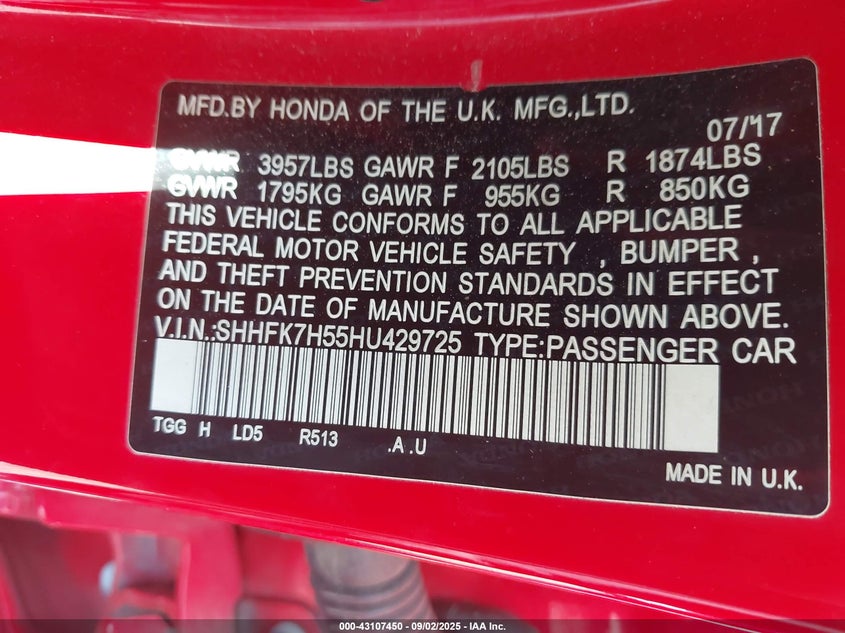 MFD.BY HONDA OF THE U.K. MFG.,LTD.
07/'17
GVWR 3957LBS GAWR F 2105LBS R 1874LBS
GVWR 1795KG GAWR F 955KG R 850KG
THIS VEHICLE CONFORMS TO ALL APPLICABLE
FEDERAL MOTOR VEHICLE SAFETY , BUMPER ,
AND THEFT PREVENTION STANDARDS IN EFFECT
ON THE DATE OF MANUFACTURE SHOWN ABOVE.
V.I.N.:SHHFK7H55HU429725 TYPE:PASSENGER CAR
TGG H LD5 R513 .A .U
MADE IN U.K.
000-43107450 - 09/02/2025 - IAA Inc.